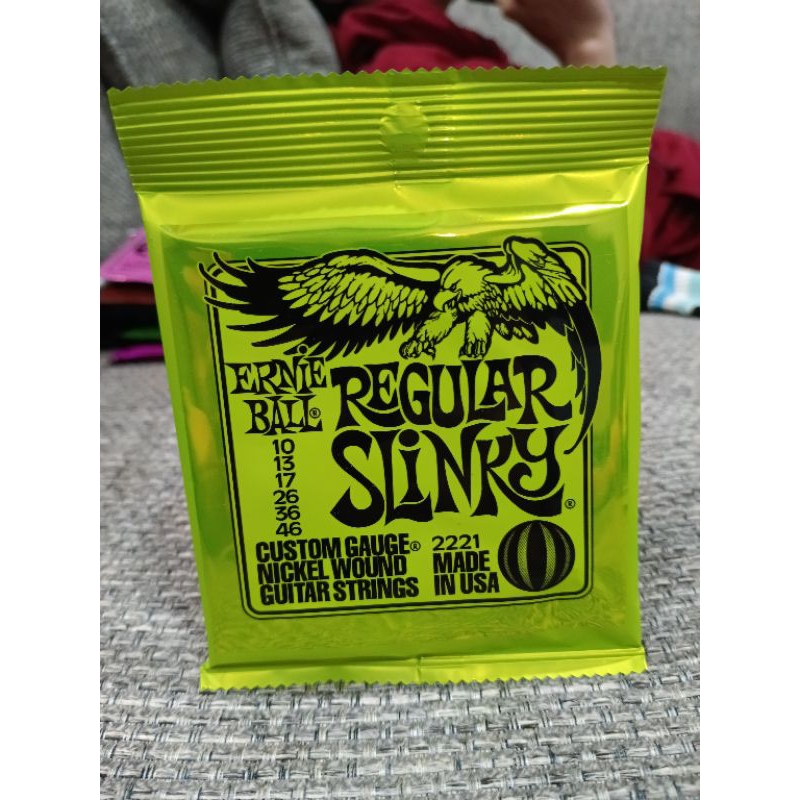 ERNiE
BALL®
REGULAR
SLiNKY®
10
13
17
26
36
46
CUSTOM GAUGE®
NICKEL WOUND
GUITAR STRINGS
2221
MADE
IN USA